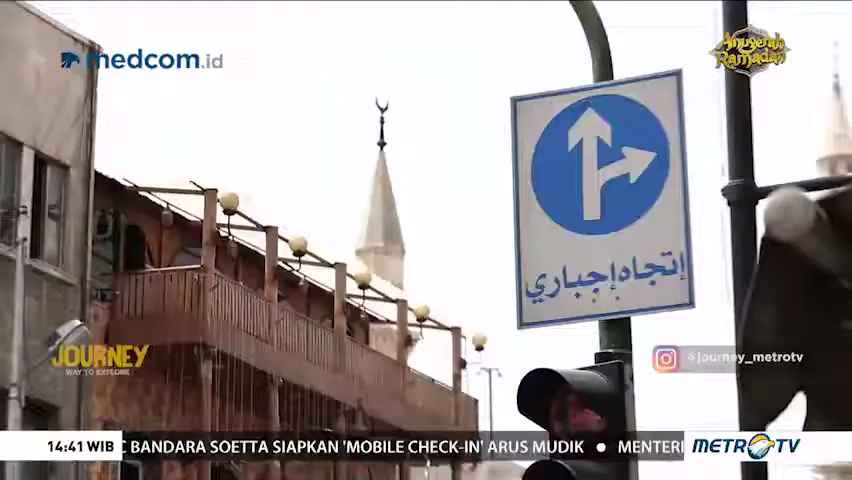 medcom.id
Anugerah
Ramadan
إتجاه إجباري
JOURNEY
WAY TO EXPLORE
@journey_metrotv
14:41 WIB
C BANDARA SOETTA SIAPKAN 'MOBILE CHECK-IN' ARUS MUDIK ● MENTERI
METRO TV